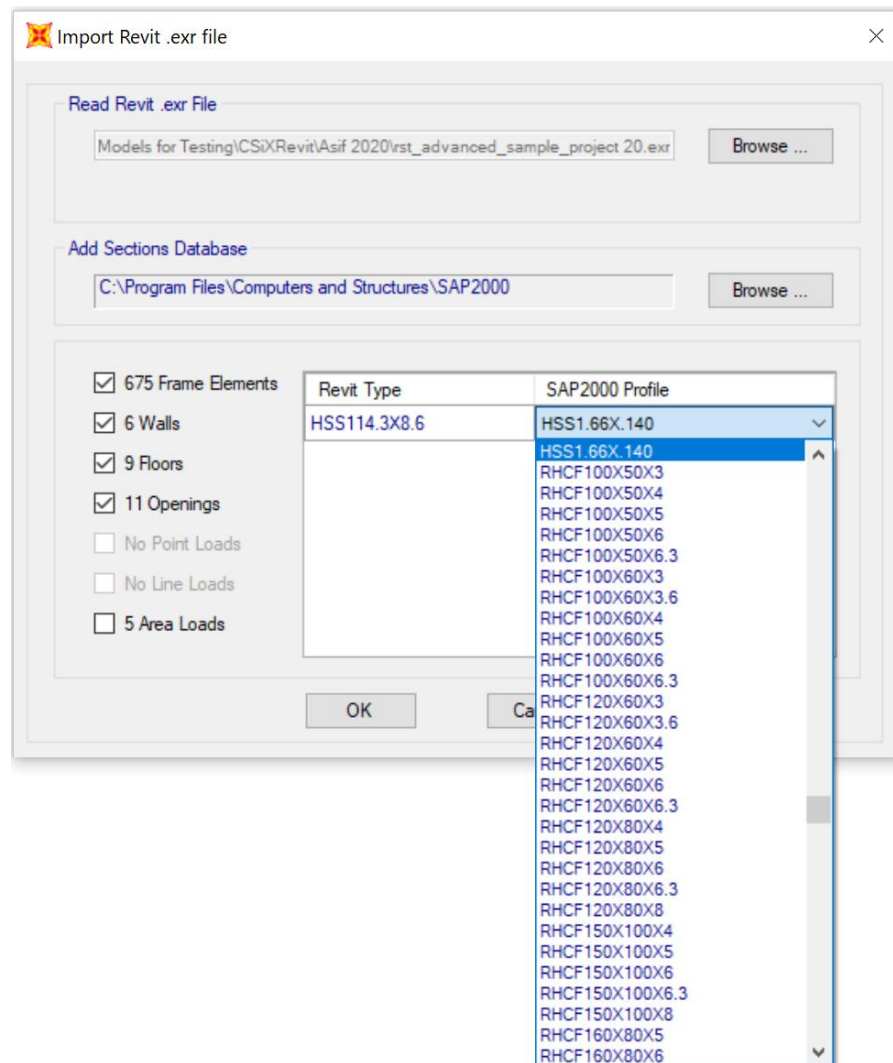 Import Revit .exr file
Read Revit .exr File
Models for Testing\CSiXRevit\Asif 2020\rst_advanced_sample_project 20.exr
Browse ...
Add Sections Database
C:\Program Files\Computers and Structures\SAP2000
Browse ...
675 Frame Elements
6 Walls
9 Floors
11 Openings
No Point Loads
No Line Loads
5 Area Loads
Revit Type
SAP2000 Profile
HSS114.3X8.6
HSS1.66X.140
HSS1.66X.140
RHCF100X50X3
RHCF100X50X4
RHCF100X50X5
RHCF100X50X6
RHCF100X50X6.3
RHCF100X60X3
RHCF100X60X3.6
RHCF100X60X4
RHCF100X60X5
RHCF100X60X6
RHCF100X60X6.3
RHCF120X60X3
RHCF120X60X3.6
RHCF120X60X4
RHCF120X60X5
RHCF120X60X6
RHCF120X60X6.3
RHCF120X80X4
RHCF120X80X5
RHCF120X80X6
RHCF120X80X6.3
RHCF120X80X8
RHCF150X100X4
RHCF150X100X5
RHCF150X100X6
RHCF150X100X6.3
RHCF150X100X8
RHCF160X80X5
RHCF160X80X6
OK
Ca